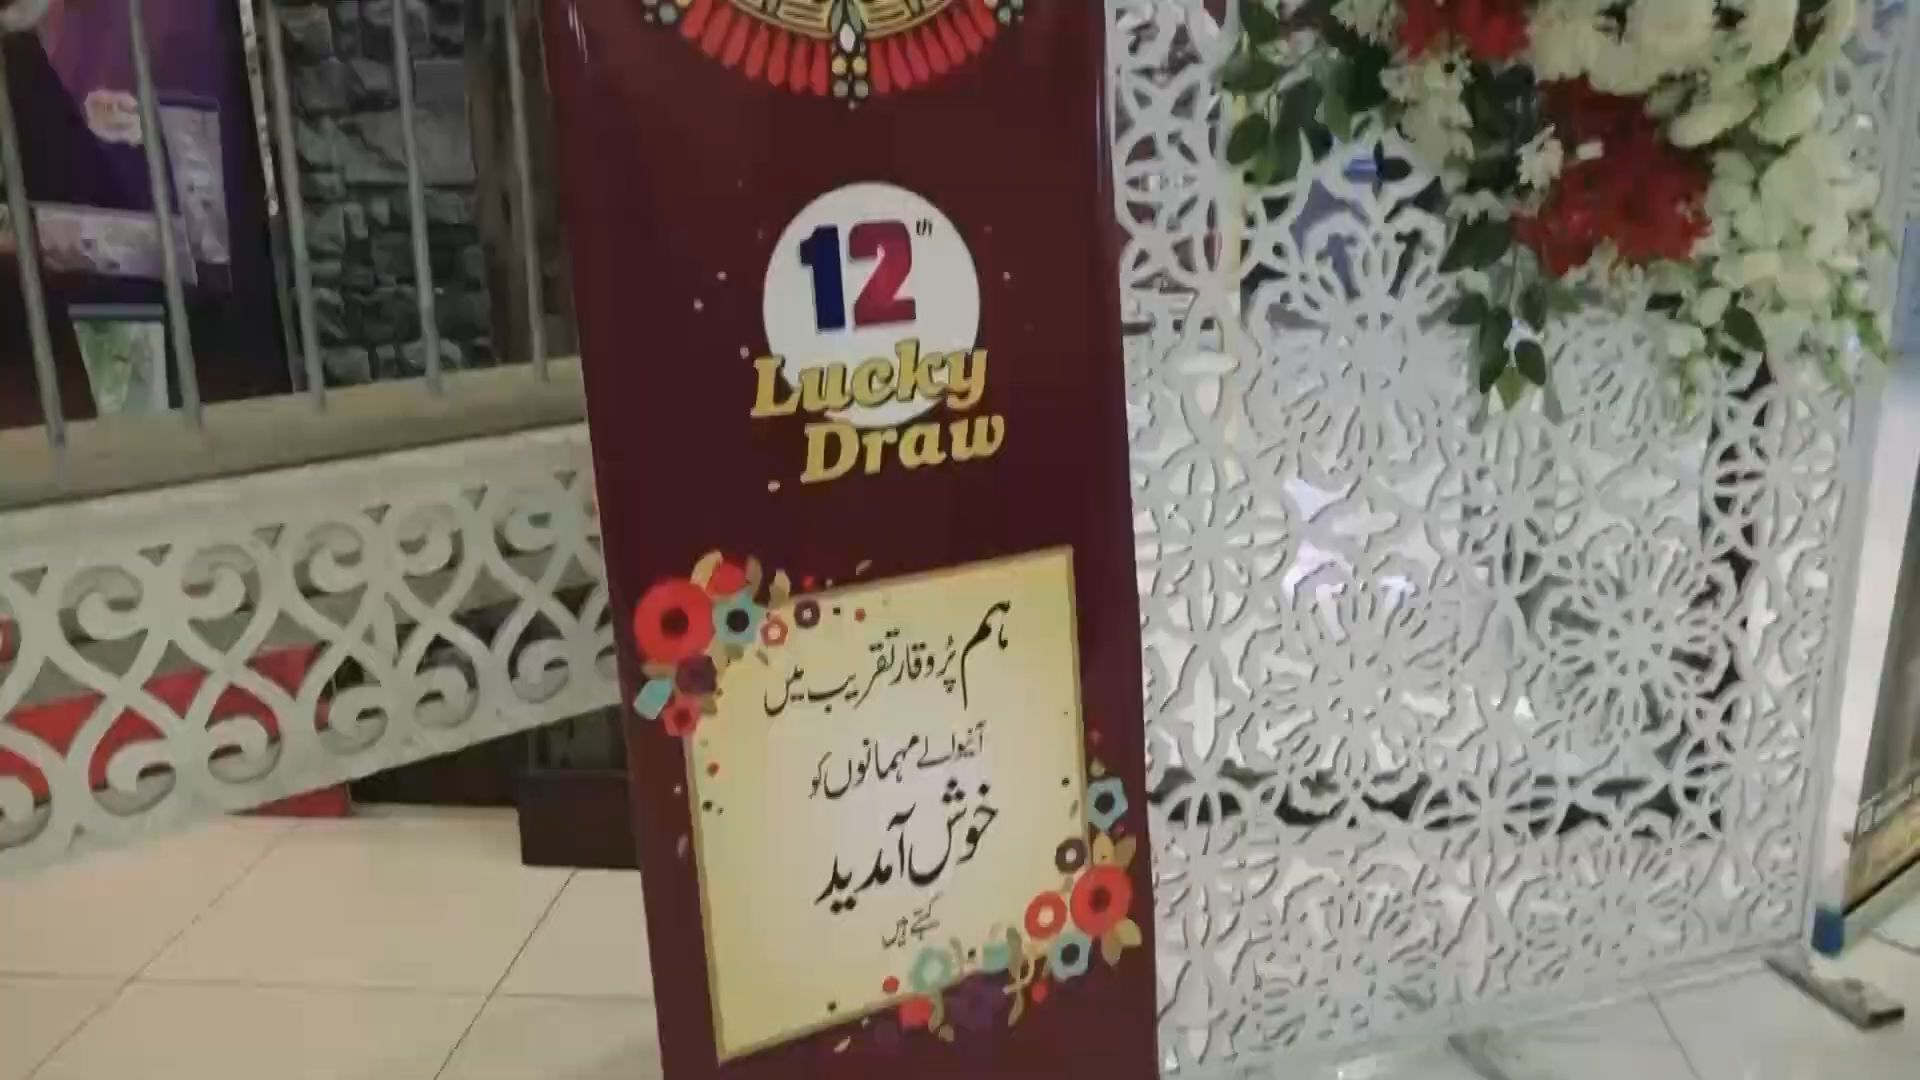 12th
Lucky
Draw
ہم پُروقار تقریب میں
آنیوالے مہمانوں کو
خوش آمدید
کہتے ہیں